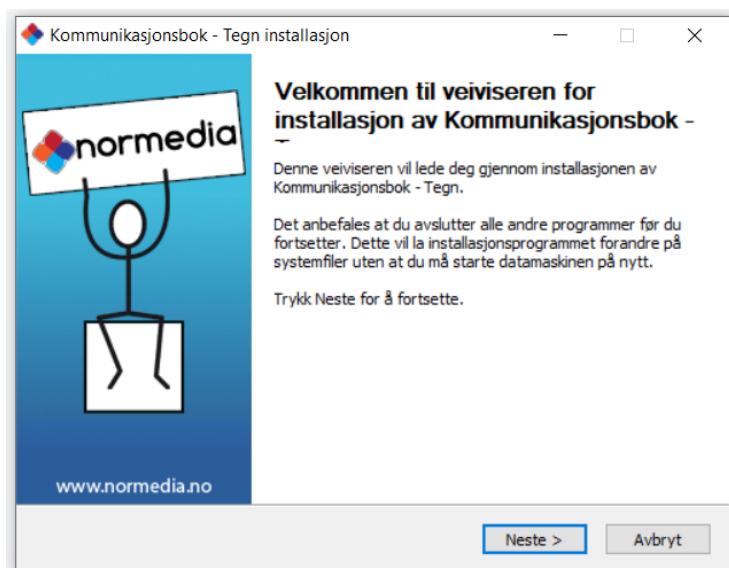 Kommunikasjonsbok - Tegn installasjon
normedia
www.normedia.no
Velkommen til veiviseren for
installasjon av Kommunikasjonsbok -
Denne veiviseren vil lede deg gjennom installasjonen av
Kommunikasjonsbok - Tegn.
Det anbefales at du avslutter alle andre programmer før du
fortsetter. Dette vil la installasjonsprogrammet forandre på
systemfiler uten at du må starte datamaskinen på nytt.
Trykk Neste for å fortsette.
Neste >
Avbryt